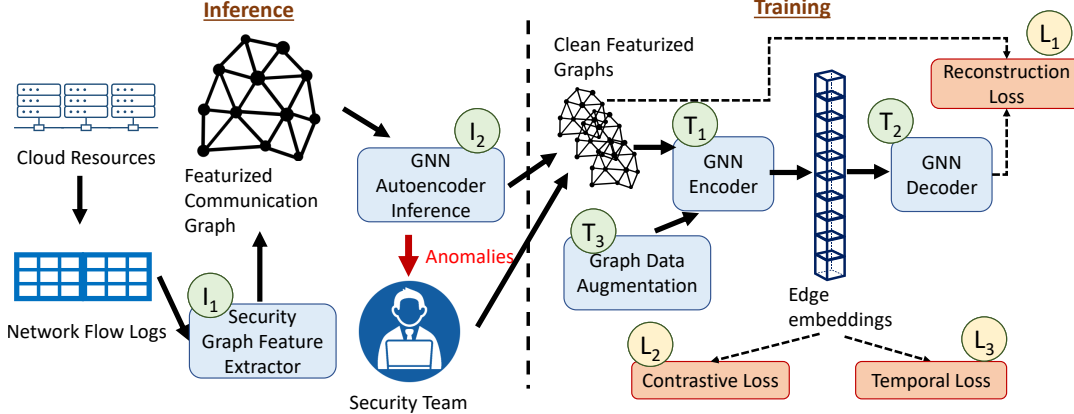 Inference
Cloud Resources
Network Flow Logs
I1
Security
Graph Feature
Extractor
Featurized
Communication
Graph
I2
GNN
Autoencoder
Inference
Anomalies
Security Team
Training
Clean Featurized
Graphs
T1
GNN
Encoder
T3
Graph Data
Augmentation
Edge
embeddings
T2
GNN
Decoder
L1
Reconstruction
Loss
L2
Contrastive Loss
L3
Temporal Loss